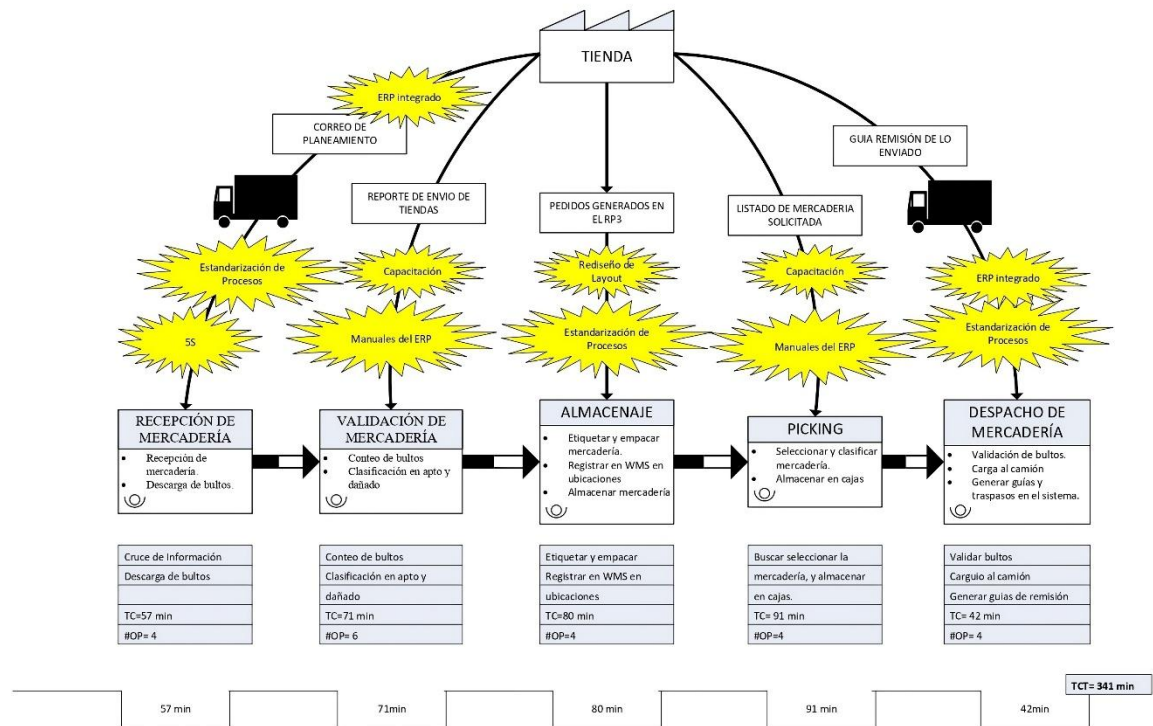 TIENDA
ERP integrado
CORREO DE
PLANEAMIENTO
GUIA REMISIÓN DE LO
ENVIADO
REPORTE DE ENVIO DE
TIENDAS
PEDIDOS GENERADOS EN
EL RP3
LISTADO DE MERCADERIA
SOLICITADA
Estandarización de
Procesos
Capacitación
Rediseño de
Layout
Capacitación
ERP integrado
5S
Manuales del ERP
Estandarización de
Procesos
Manuales del ERP
Estandarización de
Procesos
RECEPCIÓN DE
MERCADERÍA
• Recepción de
mercadería.
• Descarga de bultos.
VALIDACIÓN DE
MERCADERÍA
• Conteo de bultos
• Clasificación en apto y
dañado
ALMACENAJE
• Etiquetar y empacar
mercadería.
• Registrar en WMS en
ubicaciones
• Almacenar mercadería
PICKING
• Seleccionar y clasificar
mercadería.
• Almacenar en cajas
DESPACHO DE
MERCADERÍA
• Validación de bultos.
• Carga al camión
• Generar guías y
traspasos en el sistema.
Cruce de Información
Descarga de bultos
TC=57 min
#OP= 4
Conteo de bultos
Clasificación en apto y
dañado
TC=71 min
#OP= 6
Etiquetar y empacar
Registrar en WMS en
ubicaciones
TC=80 min
#OP=4
Buscar seleccionar la
mercadería, y almacenar
en cajas.
TC= 91 min
#OP=4
Validar bultos
Carguio al camión
Generar guias de remisión
TC= 42 min
#OP= 4
TCT= 341 min
57 min
71min
80 min
91 min
42min